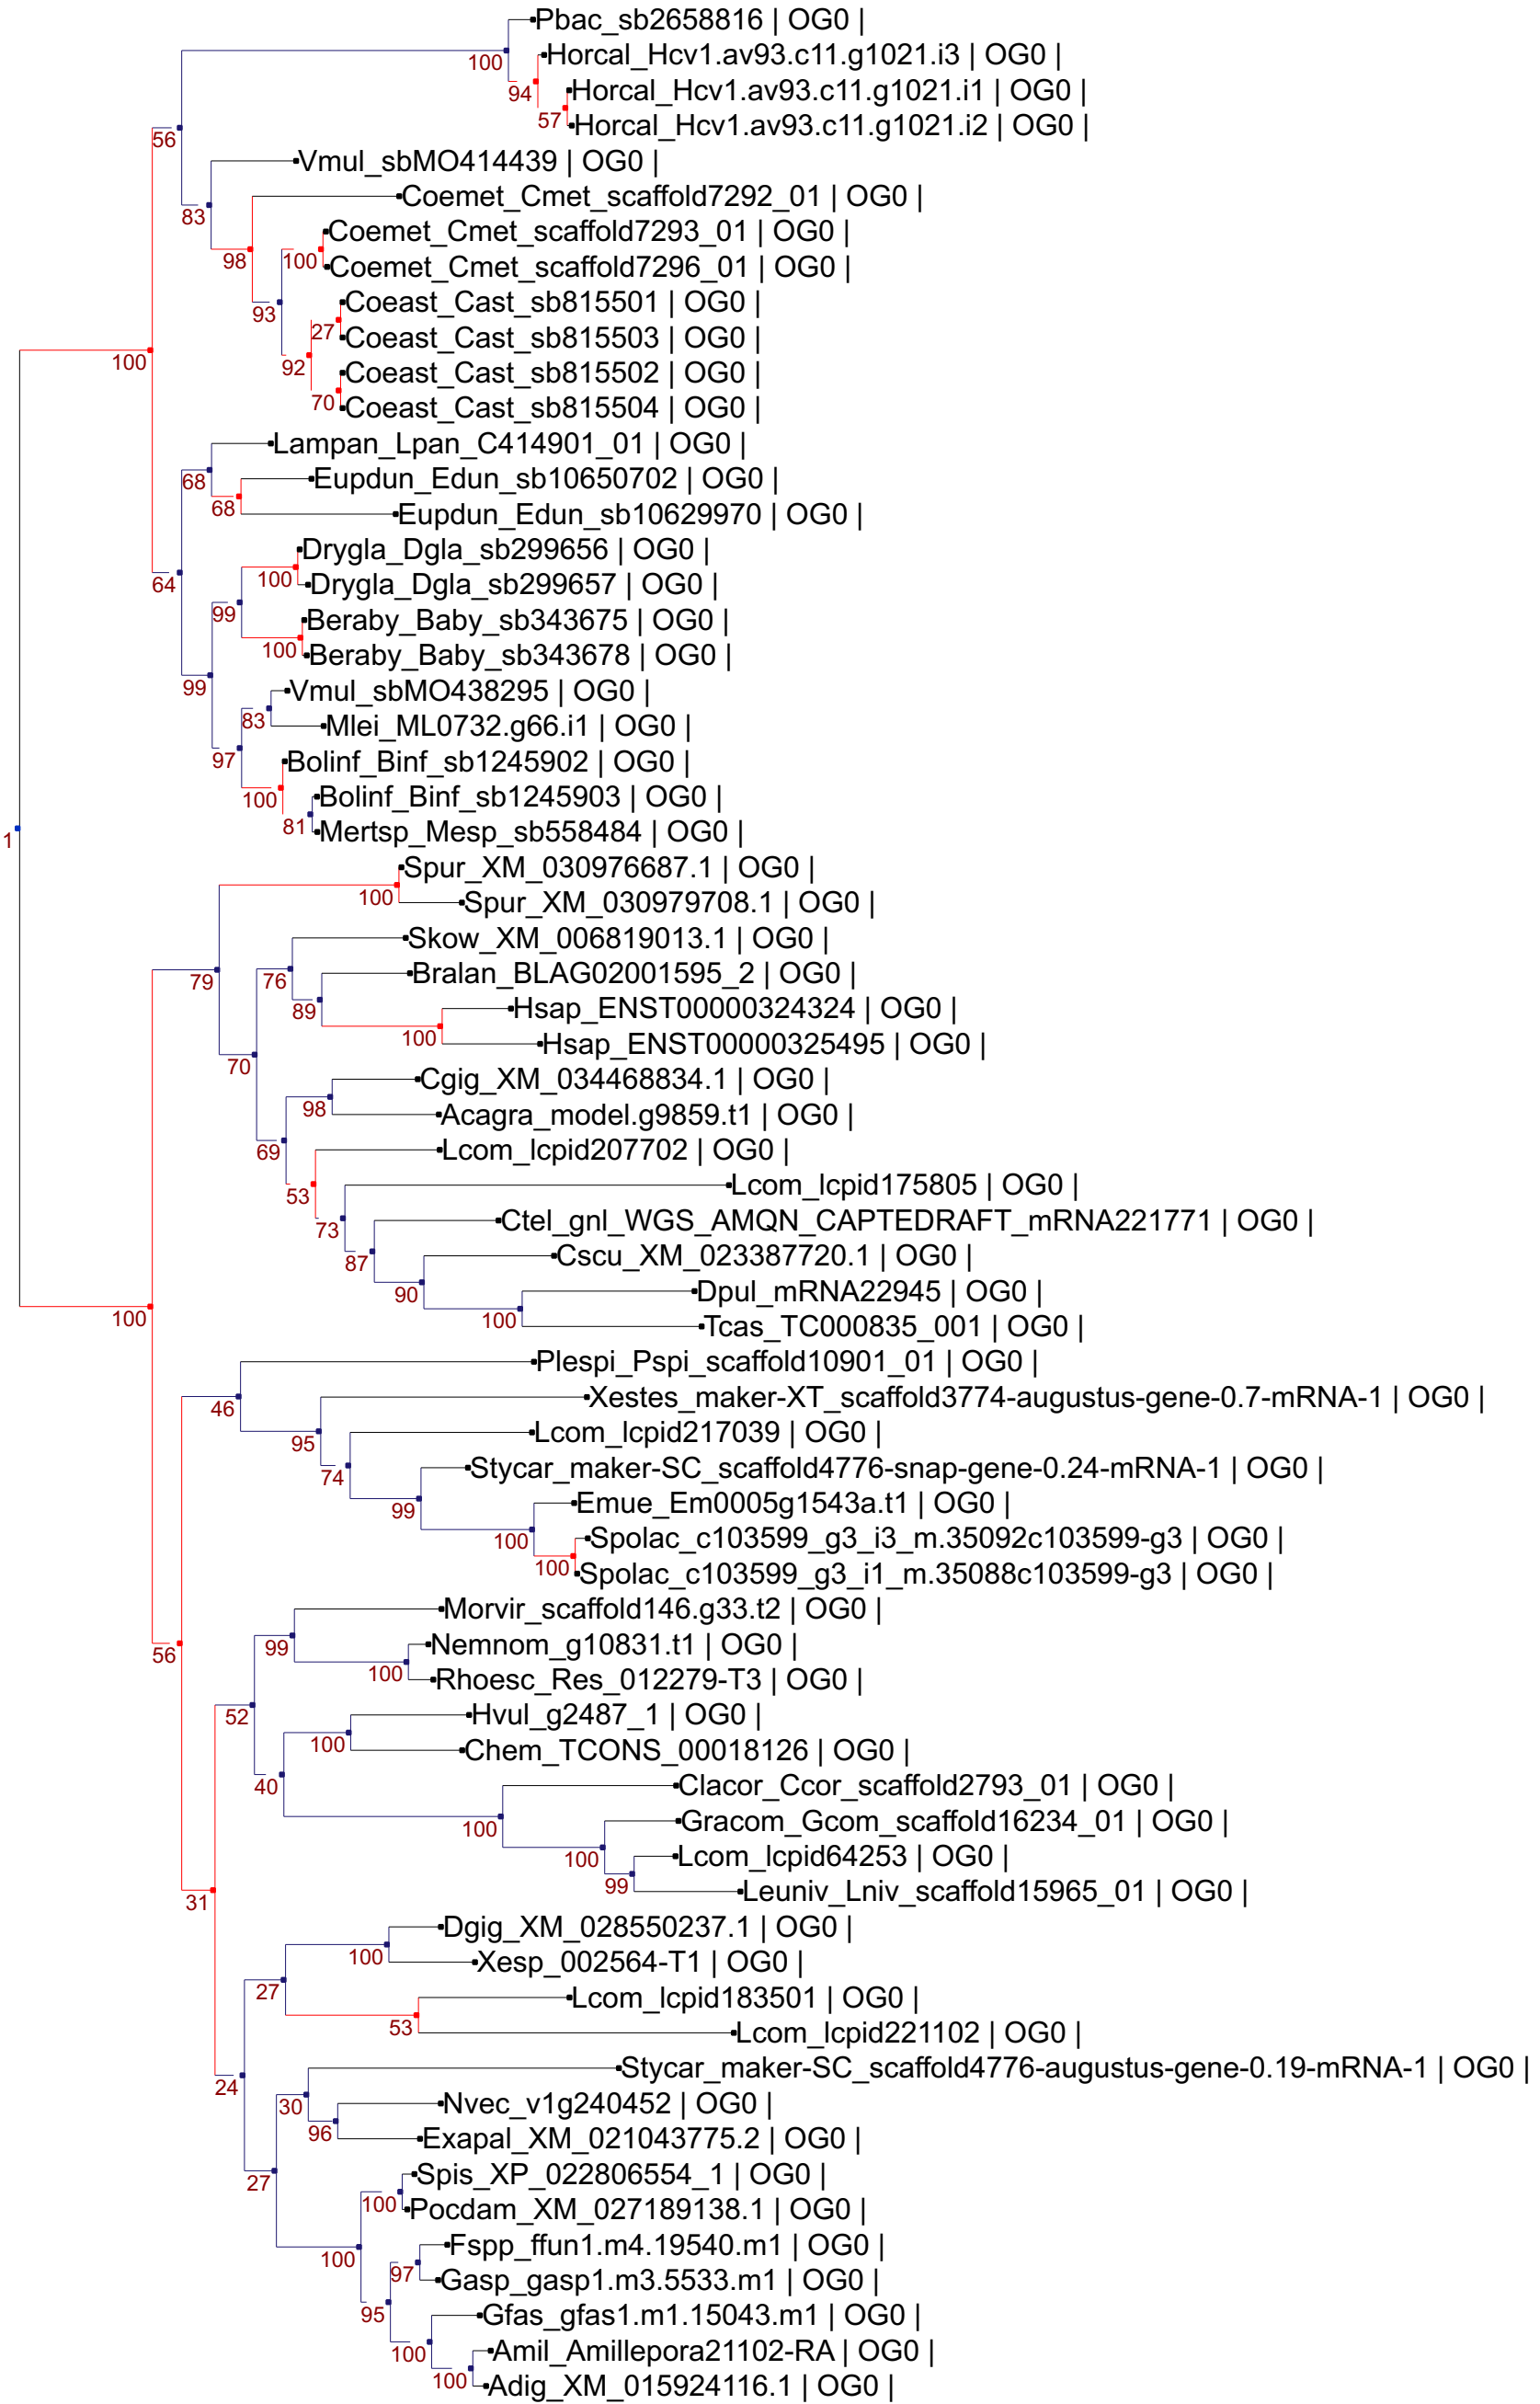 Pbac_sb2658816 | OG0 |
100
Horcal_Hcv1.av93.c11.g1021.i3 | OG0 |
94
Horcal_Hcv1.av93.c11.g1021.i1 | OG0 |
57
Horcal_Hcv1.av93.c11.g1021.i2 | OG0 |
56
Vmul_sbMO414439 | OG0 |
83
Coemet_Cmet_scaffold7292_01 | OG0 |
Coemet_Cmet_scaffold7293_01 | OG0 |
98
100
Coemet_Cmet_scaffold7296_01 | OG0 |
Coeast_Cast_sb815501 | OG0 |
93
27
Coeast_Cast_sb815503 | OG0 |
100
92
Coeast_Cast_sb815502 | OG0 |
70
Coeast_Cast_sb815504 | OG0 |
Lampan_Lpan_C414901_01 | OG0 |
68
Eupdun_Edun_sb10650702 | OG0 |
68
Eupdun_Edun_sb10629970 | OG0 |
Drygla_Dgla_sb299656 | OG0 |
64
100
Drygla_Dgla_sb299657 | OG0 |
99
Beraby_Baby_sb343675 | OG0 |
100
Beraby_Baby_sb343678 | OG0 |
99
Vmul_sbMO438295 | OG0 |
83
Mlei_ML0732.g66.i1 | OG0 |
97
Bolinf_Binf_sb1245902 | OG0 |
100
Bolinf_Binf_sb1245903 | OG0 |
81
Mertsp_Mesp_sb558484 | OG0 |
1
Spur_XM_030976687.1 | OG0 |
100
Spur_XM_030979708.1 | OG0 |
Skow_XM_006819013.1 | OG0 |
79
76
Bralan_BLAG02001595_2 | OG0 |
89
Hsap_ENST00000324324 | OG0 |
100
Hsap_ENST00000325495 | OG0 |
70
Cgig_XM_034468834.1 | OG0 |
98
Acagra_model.g9859.t1 | OG0 |
69
Lcom_lcpid207702 | OG0 |
53
Lcom_lcpid175805 | OG0 |
73
Ctel_gnl_WGS_AMQN_CAPTEDRAFT_mRNA221771 | OG0 |
87
Cscu_XM_023387720.1 | OG0 |
90
Dpul_mRNA22945 | OG0 |
100
100
Tcas_TC000835_001 | OG0 |
Plespi_Pspi_scaffold10901_01 | OG0 |
46
Xestes_maker-XT_scaffold3774-augustus-gene-0.7-mRNA-1 | OG0 |
95
Lcom_lcpid217039 | OG0 |
74
Stycar_maker-SC_scaffold4776-snap-gene-0.24-mRNA-1 | OG0 |
99
Emue_Em0005g1543a.t1 | OG0 |
100
Spolac_c103599_g3_i3_m.35092c103599-g3 | OG0 |
100
Spolac_c103599_g3_i1_m.35088c103599-g3 | OG0 |
Morvir_scaffold146.g33.t2 | OG0 |
56
99
Nemnom_g10831.t1 | OG0 |
100
Rhoesc_Res_012279-T3 | OG0 |
52
Hvul_g2487_1 | OG0 |
100
Chem_TCONS_00018126 | OG0 |
40
Clacor_Ccor_scaffold2793_01 | OG0 |
100
Gracom_Gcom_scaffold16234_01 | OG0 |
100
Lcom_lcpid64253 | OG0 |
99
Leuniv_Lniv_scaffold15965_01 | OG0 |
31
Dgig_XM_028550237.1 | OG0 |
100
Xesp_002564-T1 | OG0 |
27
Lcom_lcpid183501 | OG0 |
53
Lcom_lcpid221102 | OG0 |
Stycar_maker-SC_scaffold4776-augustus-gene-0.19-mRNA-1 | OG0 |
24
30
Nvec_v1g240452 | OG0 |
96
Exapal_XM_021043775.2 | OG0 |
27
Spis_XP_022806554_1 | OG0 |
100
Pocdam_XM_027189138.1 | OG0 |
100
Fspp_ffun1.m4.19540.m1 | OG0 |
97
Gasp_gasp1.m3.5533.m1 | OG0 |
95
Gfas_gfas1.m1.15043.m1 | OG0 |
100
Amil_Amillepora21102-RA | OG0 |
100
Adig_XM_015924116.1 | OG0 |